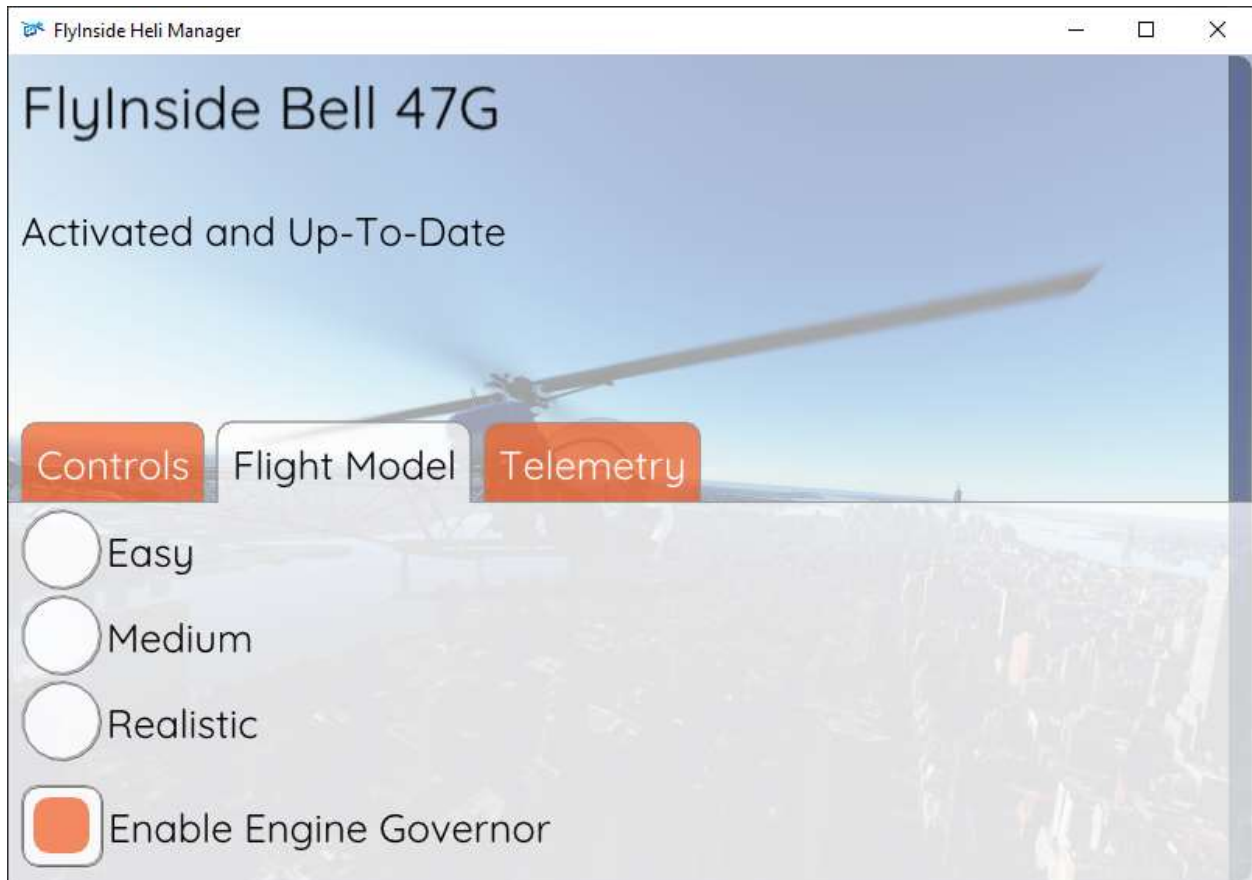 FlyInside Heli Manager
FlyInside Bell 47G
Activated and Up-To-Date
Controls Flight Model Telemetry
Easy
Medium
Realistic
Enable Engine Governor